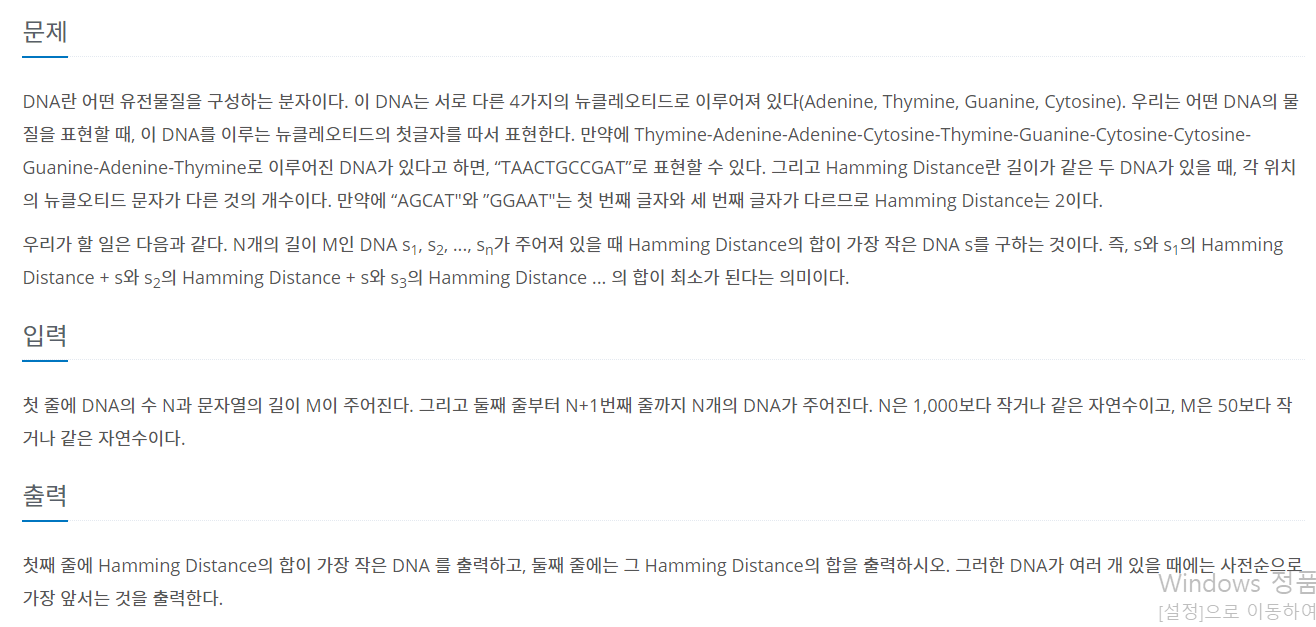 문제
DNA란 어떤 유전물질을 구성하는 분자이다. 이 DNA는 서로 다른 4가지의 뉴클레오티드로 이루어져 있다(Adenine, Thymine, Guanine, Cytosine). 우리는 어떤 DNA의 물
질을 표현할 때, 이 DNA를 이루는 뉴클레오티드의 첫글자를 따서 표현한다. 만약에 Thymine-Adenine-Adenine-Cytosine-Thymine-Guanine-Cytosine-Cytosine-
Guanine-Adenine-Thymine로 이루어진 DNA가 있다고 하면, “TAACTGCCGAT”로 표현할 수 있다. 그리고 Hamming Distance란 길이가 같은 두 DNA가 있을 때, 각 위치
의 뉴클오티드 문자가 다른 것의 개수이다. 만약에 “AGCAT"와 ”GGAAT"는 첫 번째 글자와 세 번째 글자가 다르므로 Hamming Distance는 2이다.
우리가 할 일은 다음과 같다. N개의 길이 M인 DNA s1, s2, ..., sn가 주어져 있을 때 Hamming Distance의 합이 가장 작은 DNA s를 구하는 것이다. 즉, s와 s1의 Hamming
Distance + s와 s2의 Hamming Distance + s와 s3의 Hamming Distance ... 의 합이 최소가 된다는 의미이다.
입력
첫 줄에 DNA의 수 N과 문자열의 길이 M이 주어진다. 그리고 둘째 줄부터 N+1번째 줄까지 N개의 DNA가 주어진다. N은 1,000보다 작거나 같은 자연수이고, M은 50보다 작
거나 같은 자연수이다.
출력
첫째 줄에 Hamming Distance의 합이 가장 작은 DNA 를 출력하고, 둘째 줄에는 그 Hamming Distance의 합을 출력하시오. 그러한 DNA가 여러 개 있을 때에는 사전순으로
가장 앞서는 것을 출력한다.
Windows 정품
[설정]으로 이동하여